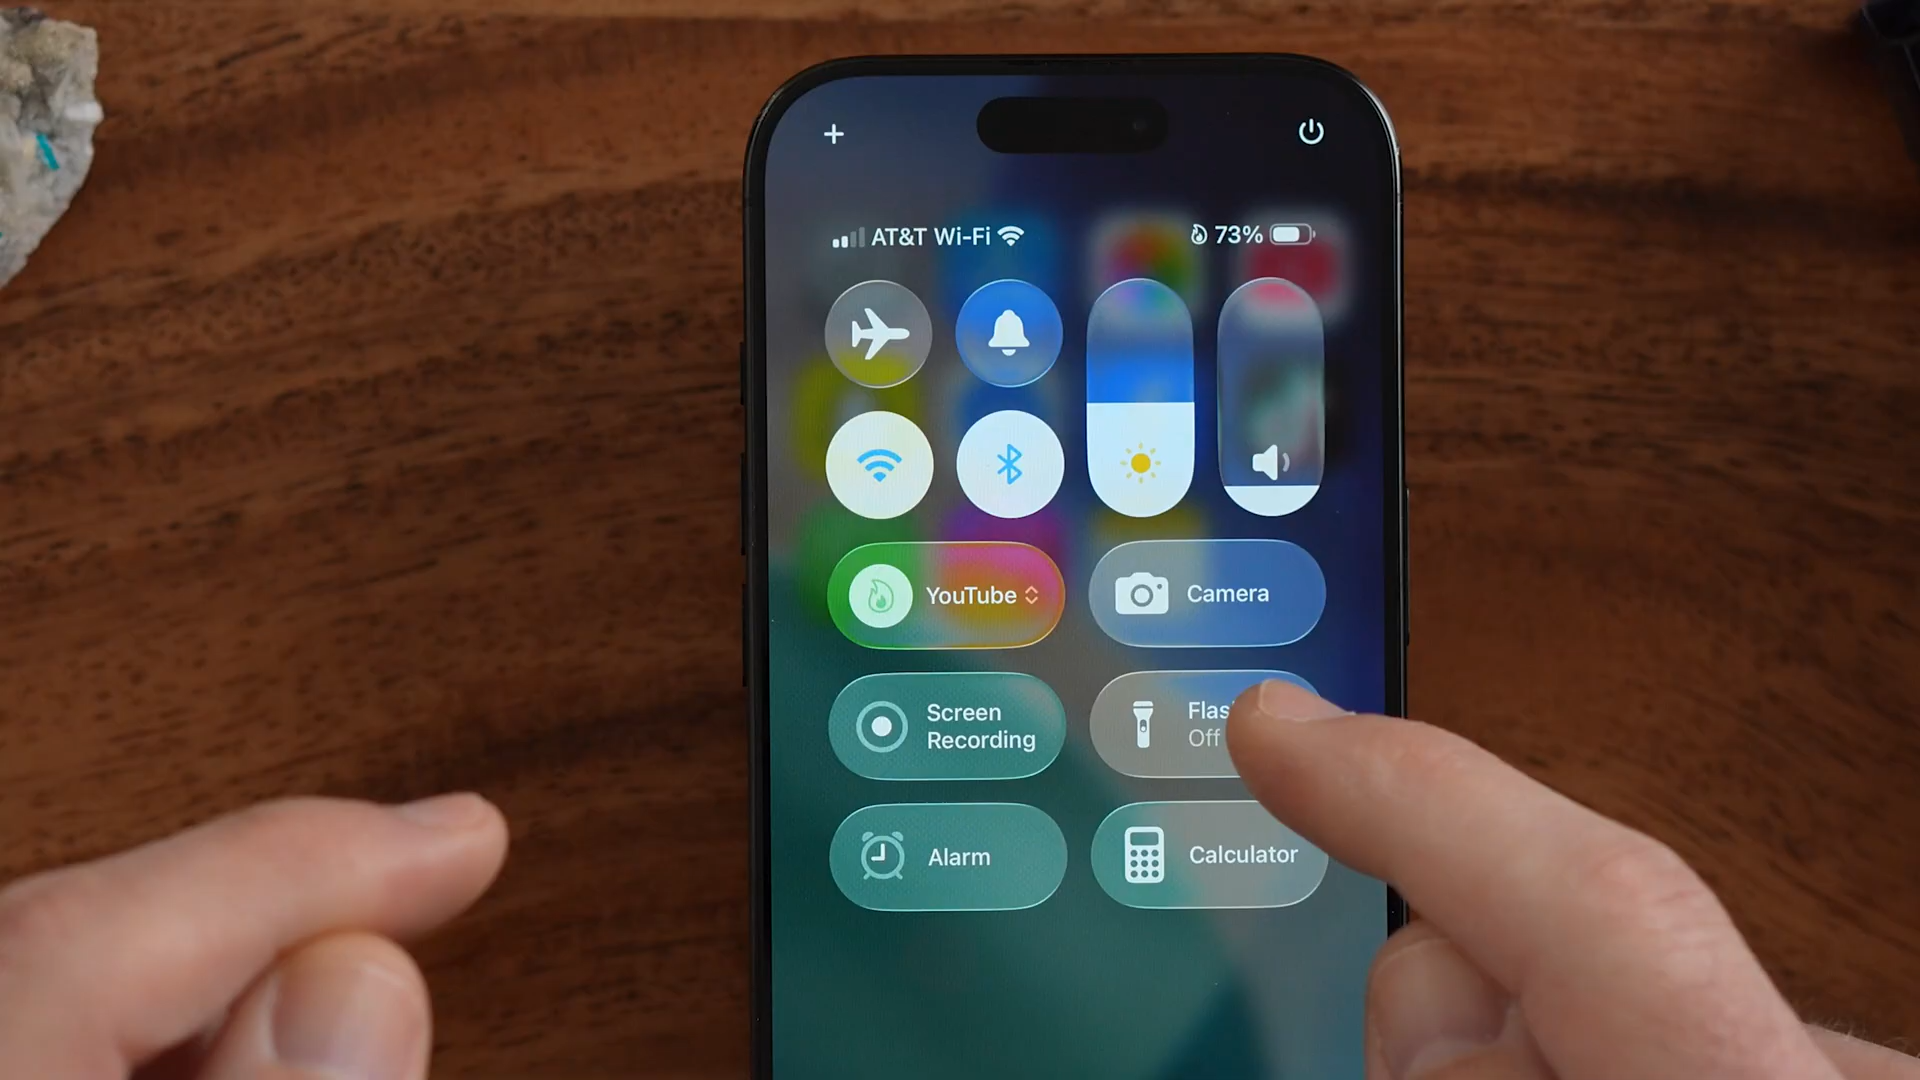 AT&T Wi-Fi
73%
YouTube
Camera
Screen
Recording
Off
Alarm
Calculator